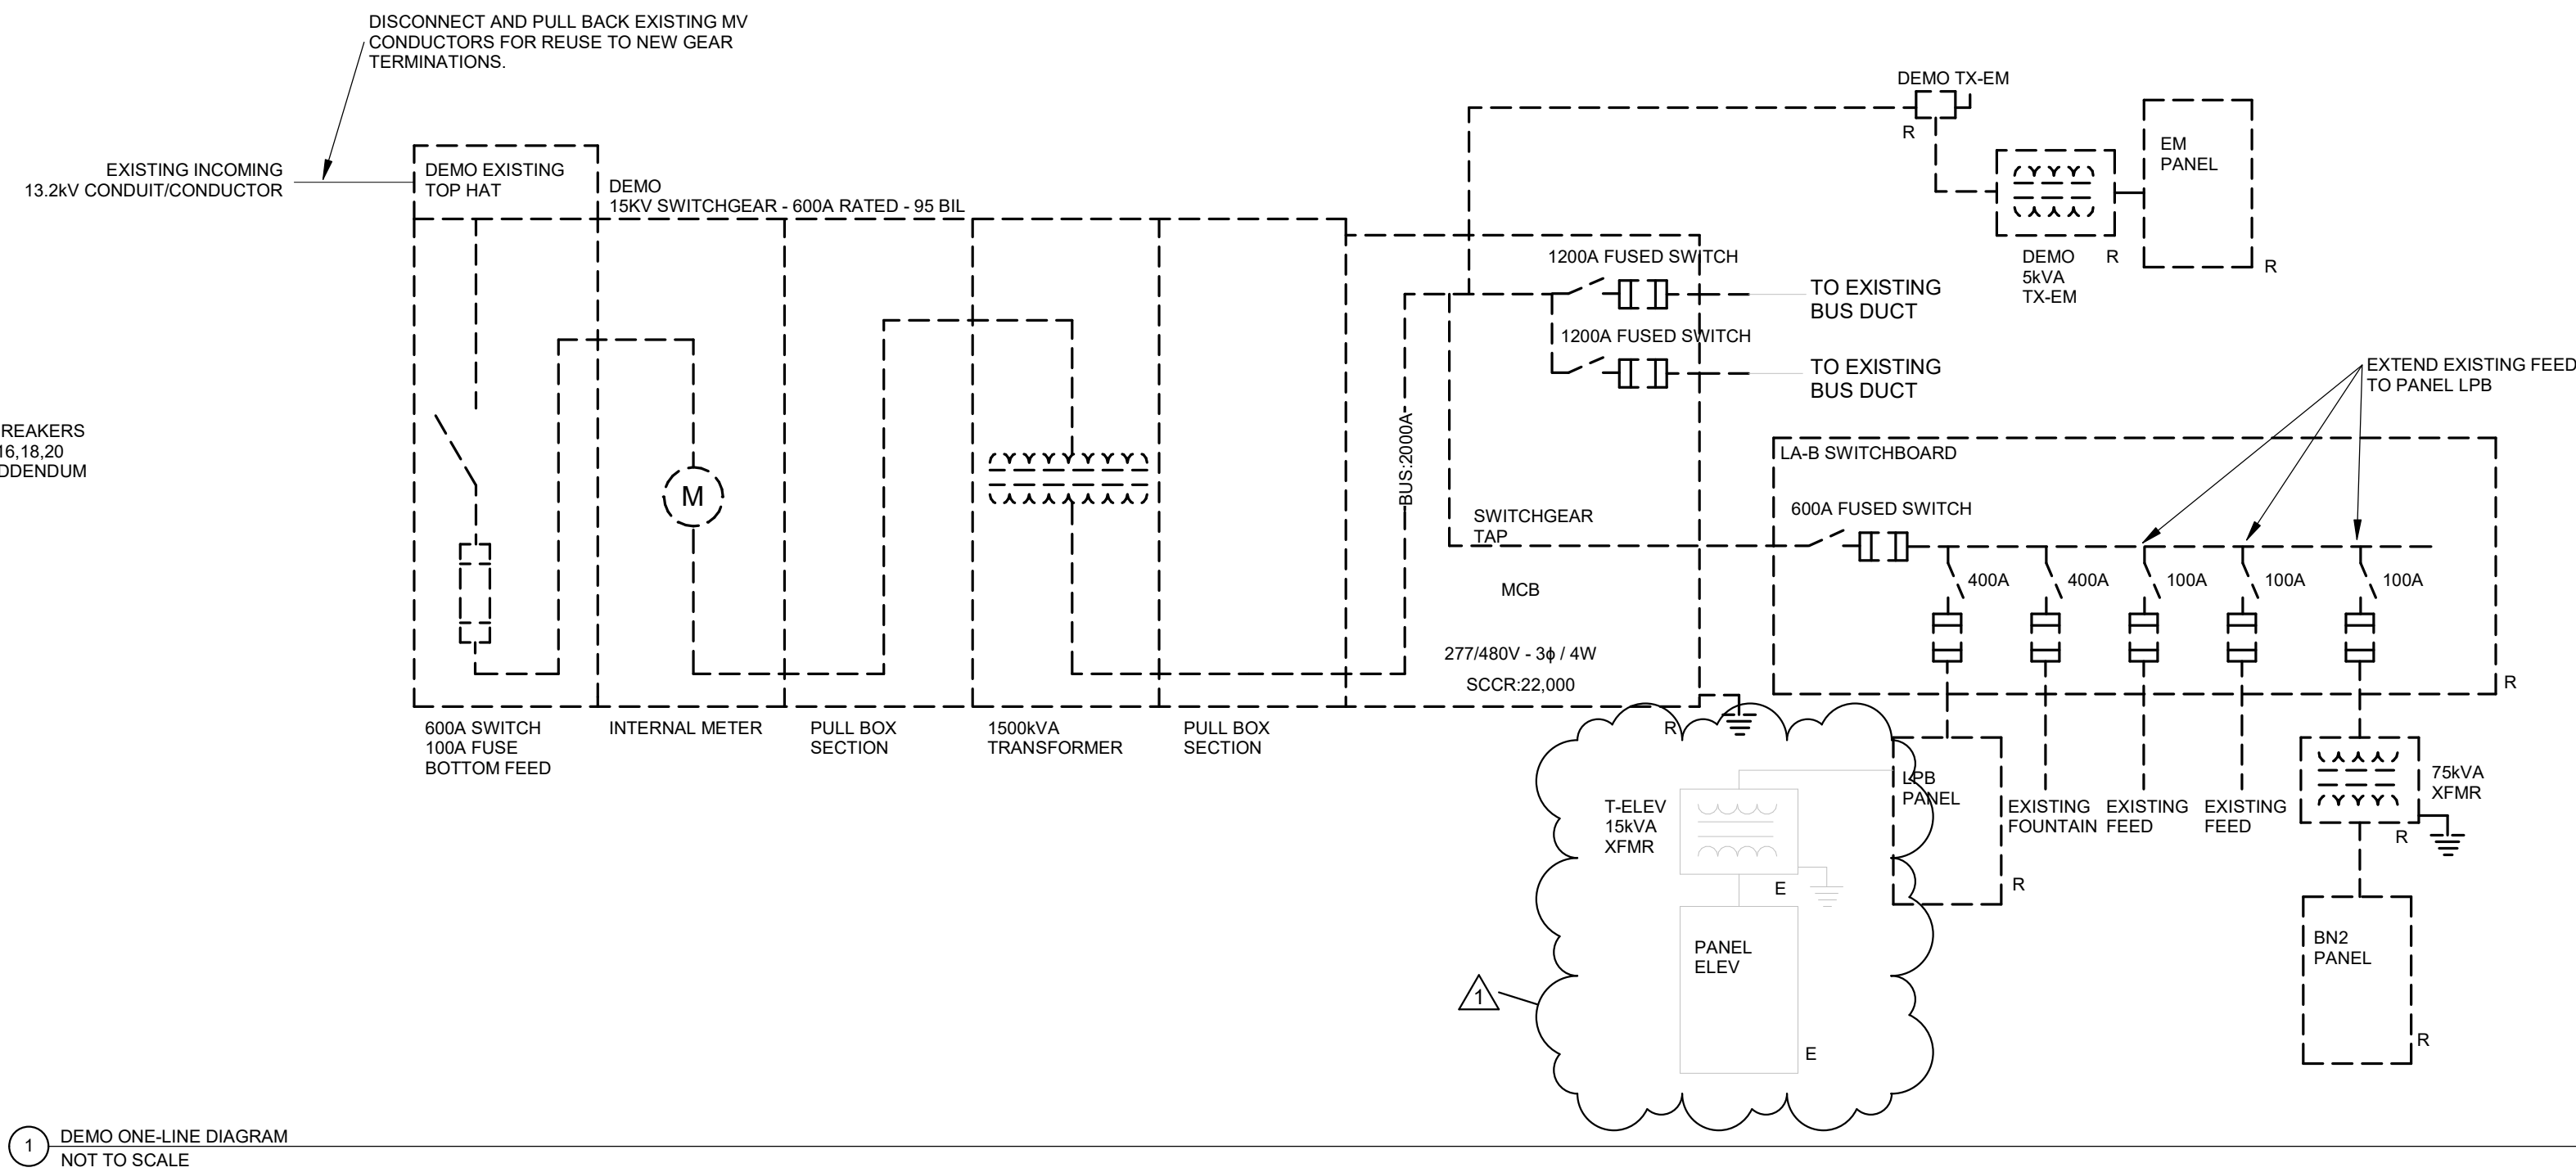 DISCONNECT AND PULL BACK EXISTING MV
CONDUCTORS FOR REUSE TO NEW GEAR
TERMINATIONS.
EXISTING INCOMING
13.2kV CONDUIT/CONDUCTOR
DEMO EXISTING
TOP HAT
DEMO
15KV SWITCHGEAR - 600A RATED - 95 BIL
REAKERS
16,18,20
DDENDUM
M
600A SWITCH
100A FUSE
BOTTOM FEED
INTERNAL METER
PULL BOX
SECTION
1500kVA
TRANSFORMER
PULL BOX
SECTION
BUS:2000A
1200A FUSED SWITCH
TO EXISTING
BUS DUCT
1200A FUSED SWITCH
TO EXISTING
BUS DUCT
SWITCHGEAR
TAP
MCB
277/480V - 3ϕ / 4W
SCCR:22,000
R
DEMO TX-EM
R
DEMO
5kVA
TX-EM
R
EM
PANEL
R
EXTEND EXISTING FEED
TO PANEL LPB
LA-B SWITCHBOARD
600A FUSED SWITCH
400A
400A
100A
100A
100A
R
LPB
PANEL
R
EXISTING
FOUNTAIN
EXISTING
FEED
EXISTING
FEED
75kVA
XFMR
R
BN2
PANEL
R
T-ELEV
15kVA
XFMR
E
PANEL
ELEV
E
1
1
DEMO ONE-LINE DIAGRAM
NOT TO SCALE